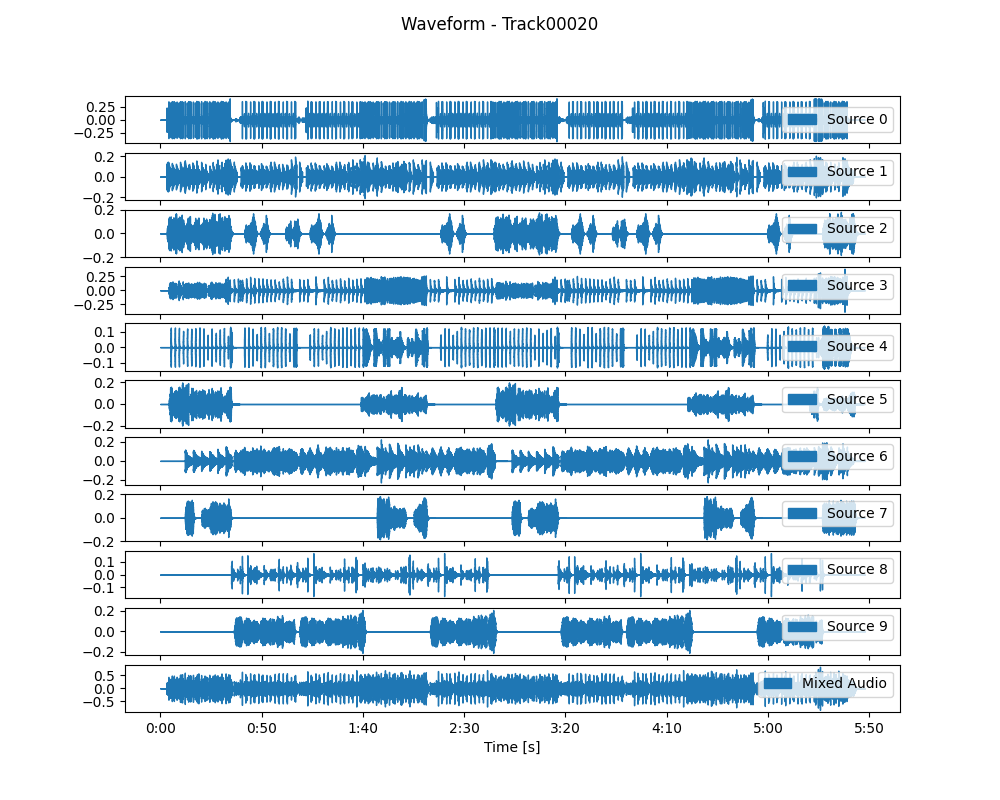 Waveform - Track00020
0.25
0.00
−0.25
Source 0
0.2
0.0
−0.2
Source 1
0.2
0.0
−0.2
Source 2
0.25
0.00
−0.25
Source 3
0.1
0.0
−0.1
Source 4
0.2
0.0
−0.2
Source 5
0.2
0.0
−0.2
Source 6
0.2
0.0
−0.2
Source 7
0.1
0.0
−0.1
Source 8
0.2
0.0
−0.2
Source 9
0.5
0.0
−0.5
Mixed Audio
0:00 0:50 1:40 2:30 3:20 4:10 5:00 5:50
Time [s]